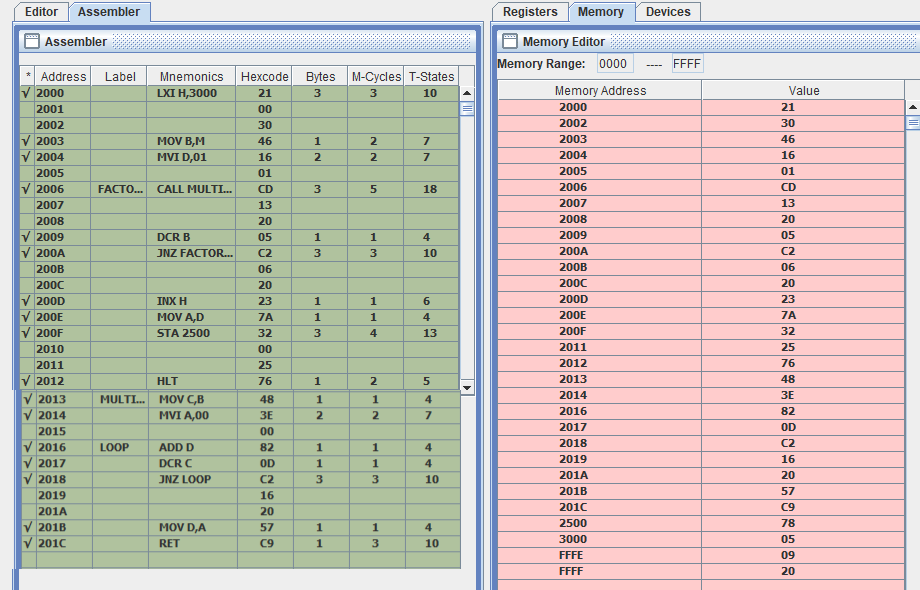 Editor Assembler
Assembler
* Address Label Mnemonics Hexcode Bytes M-Cycles T-States
√ 2000 LXI H,3000 21 3 3 10
2001 00
2002 30
√ 2003 MOV B,M 46 1 2 7
√ 2004 MVI D,01 16 2 2 7
2005 01
√ 2006 FACTO... CALL MULTI... CD 3 5 18
2007 13
2008 20
√ 2009 DCR B 05 1 1 4
√ 200A JNZ FACTOR... C2 3 3 10
200B 06
200C 20
√ 200D INX H 23 1 1 6
√ 200E MOV A,D 7A 1 1 4
√ 200F STA 2500 32 3 4 13
2010 00
2011 25
√ 2012 HLT 76 1 2 5
√ 2013 MULTI... MOV C,B 48 1 1 4
√ 2014 MVI A,00 3E 2 2 7
2015 00
√ 2016 LOOP ADD D 82 1 1 4
√ 2017 DCR C 0D 1 1 4
√ 2018 JNZ LOOP C2 3 3 10
2019 16
201A 20
√ 201B MOV D,A 57 1 1 4
√ 201C RET C9 1 3 10
Registers Memory Devices
Memory Editor
Memory Range: 0000 ---- FFFF
Memory Address Value
2000 21
2002 30
2003 46
2004 16
2005 01
2006 CD
2007 13
2008 20
2009 05
200A C2
200B 06
200C 20
200D 23
200E 7A
200F 32
2011 25
2012 76
2013 48
2014 3E
2016 82
2017 0D
2018 C2
2019 16
201A 20
201B 57
201C C9
2500 78
3000 05
FFFE 09
FFFF 20